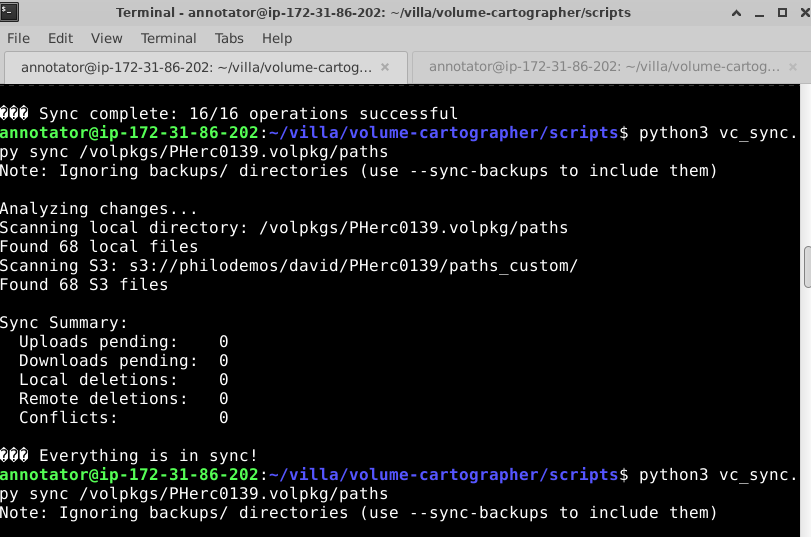 Terminal - annotator@ip-172-31-86-202: ~/villa/volume-cartographer/scripts
File Edit View Terminal Tabs Help
annotator@ip-172-31-86-202: ~/villa/volume-cartog... × annotator@ip-172-31-86-202: ~/villa/volume-cartog... ×
��� Sync complete: 16/16 operations successful
annotator@ip-172-31-86-202:~/villa/volume-cartographer/scripts$ python3 vc_sync.
py sync /volpkgs/PHerc0139.volpkg/paths
Note: Ignoring backups/ directories (use --sync-backups to include them)
Analyzing changes...
Scanning local directory: /volpkgs/PHerc0139.volpkg/paths
Found 68 local files
Scanning S3: s3://philodemos/david/PHerc0139/paths_custom/
Found 68 S3 files
Sync Summary:
Uploads pending: 0
Downloads pending: 0
Local deletions: 0
Remote deletions: 0
Conflicts: 0
��� Everything is in sync!
annotator@ip-172-31-86-202:~/villa/volume-cartographer/scripts$ python3 vc_sync.
py sync /volpkgs/PHerc0139.volpkg/paths
Note: Ignoring backups/ directories (use --sync-backups to include them)